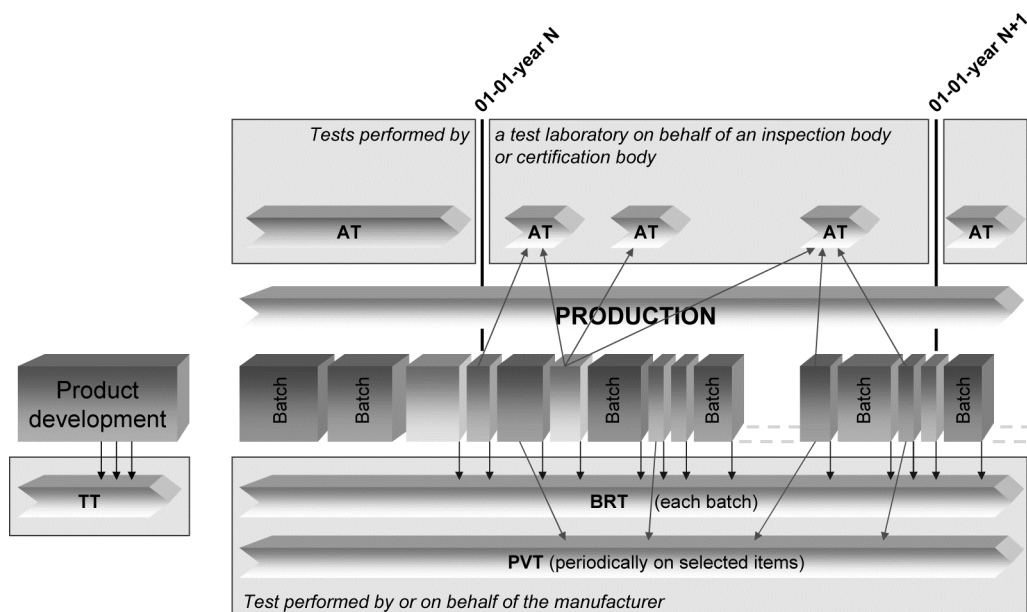 01-01-year N
01-01-year N+1
Tests performed by
a test laboratory on behalf of an inspection body
or certification body
AT
AT
AT
AT
AT
PRODUCTION
Product
development
Batch
Batch
Batch
Batch
Batch
Batch
TT
BRT (each batch)
PVT (periodically on selected items)
Test performed by or on behalf of the manufacturer